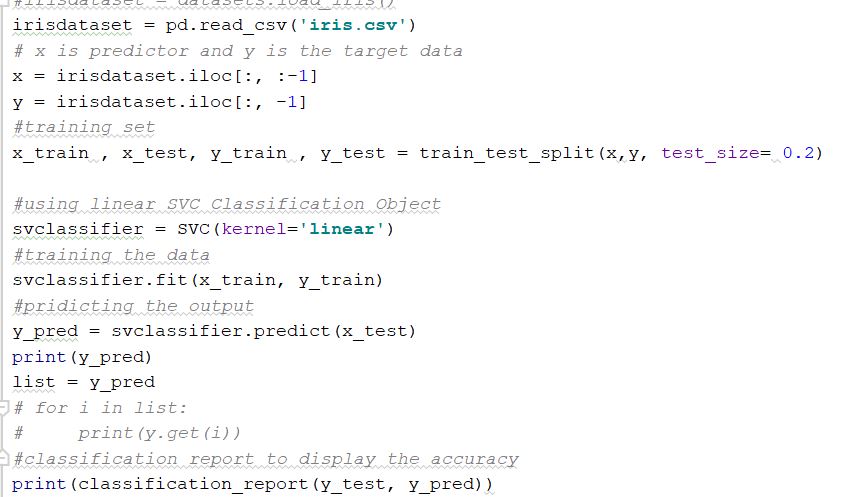 #irisdataset = datasets.load_iris()
irisdataset = pd.read_csv('iris.csv')
# x is predictor and y is the target data
x = irisdataset.iloc[:, :-1]
y = irisdataset.iloc[:, -1]
#training set
x_train , x_test, y_train , y_test = train_test_split(x,y, test_size= 0.2)
#using linear SVC Classification Object
svclassifier = SVC(kernel='linear')
#training the data
svclassifier.fit(x_train, y_train)
#pridicting the output
y_pred = svclassifier.predict(x_test)
print(y_pred)
list = y_pred
# for i in list:
#     print(y.get(i))
#classification report to display the accuracy
print(classification_report(y_test, y_pred))